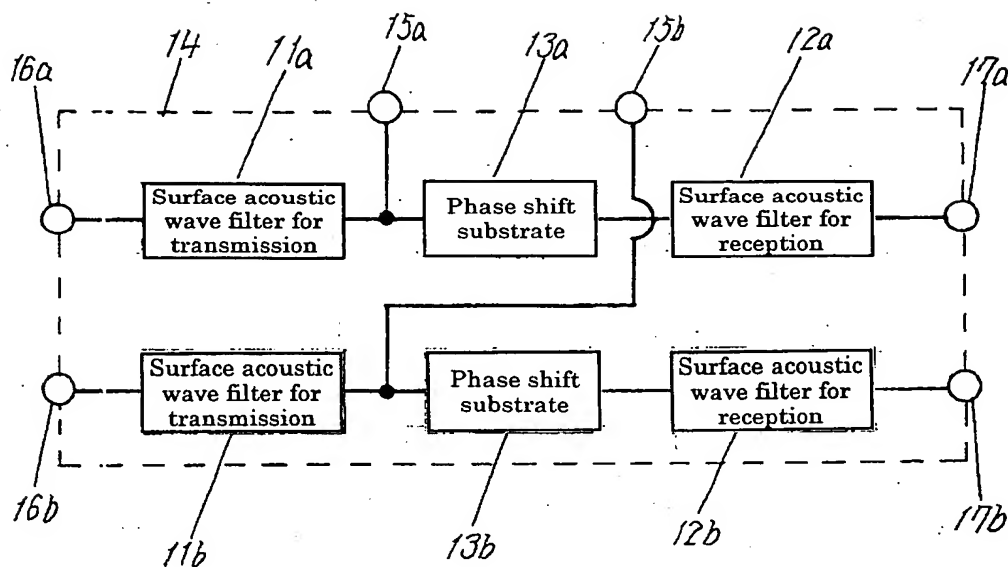 14
11a
15a
13a
15b
12a
16a
17a
Surface acoustic
wave filter for
transmission
Phase shift
substrate
Surface acoustic
wave filter for
reception
Surface acoustic
wave filter for
transmission
Phase shift
substrate
Surface acoustic
wave filter for
reception
16b
11b
13b
12b
17b